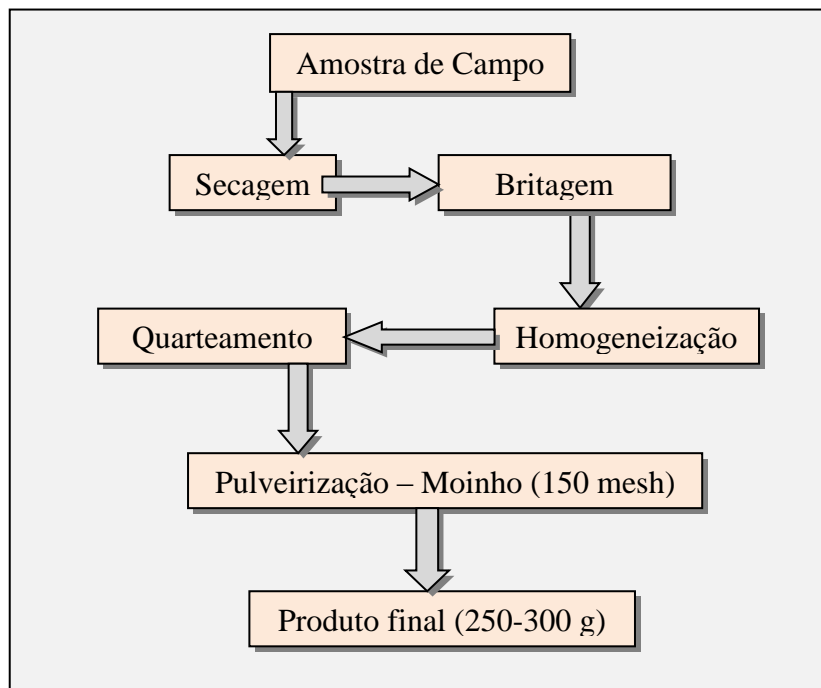 Amostra de Campo
Secagem
Britagem
Homogeneização
Quarteamento
Pulveirização – Moinho (150 mesh)
Produto final (250-300 g)